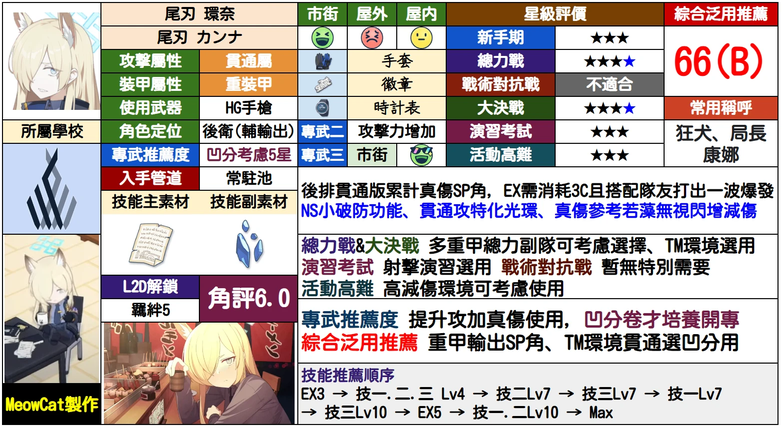 尾刃 環奈
尾刃 カンナ
市街 屋外 屋内
星級評價
綜合泛用推薦
新手期 ★★★
66(B)
攻擊屬性 貫通屬
手套
總力戰 ★★★★
裝甲屬性 重裝甲
徽章
戰術對抗戰 不適合
使用武器 HG手槍
時計表
大決戰 ★★★★
常用稱呼
所屬學校
角色定位 後衛(輔輸出)
專武二 攻擊力增加
演習考試 ★★★
狂犬、局長
康娜
專武推薦度 凹分考慮5星
專武三 市街
活動高難 ★★★
入手管道 常駐池
技能主素材 技能副素材
後排貫通版累計真傷SP角, EX需消耗3C且搭配隊友打出一波爆發
NS小破防功能、貫通攻特化光環、真傷參考若藻無視閃增減傷
總力戰&大決戰 多重甲總力副隊可考慮選擇、TM環境選用
演習考試 射擊演習選用 戰術對抗戰 暫無特別需要
活動高難 高減傷環境可考慮使用
L2D解鎖
羈絆5
角評6.0
專武推薦度 提升攻加真傷使用, 凹分卷才培養開專
綜合泛用推薦 重甲輸出SP角、TM環境貫通選凹分用
技能推薦順序
EX3 → 技一.二.三 Lv4 → 技二Lv7 → 技三Lv7 → 技一Lv7
→ 技三Lv10 → EX5 → 技一.二Lv10 → Max
MeowCat製作